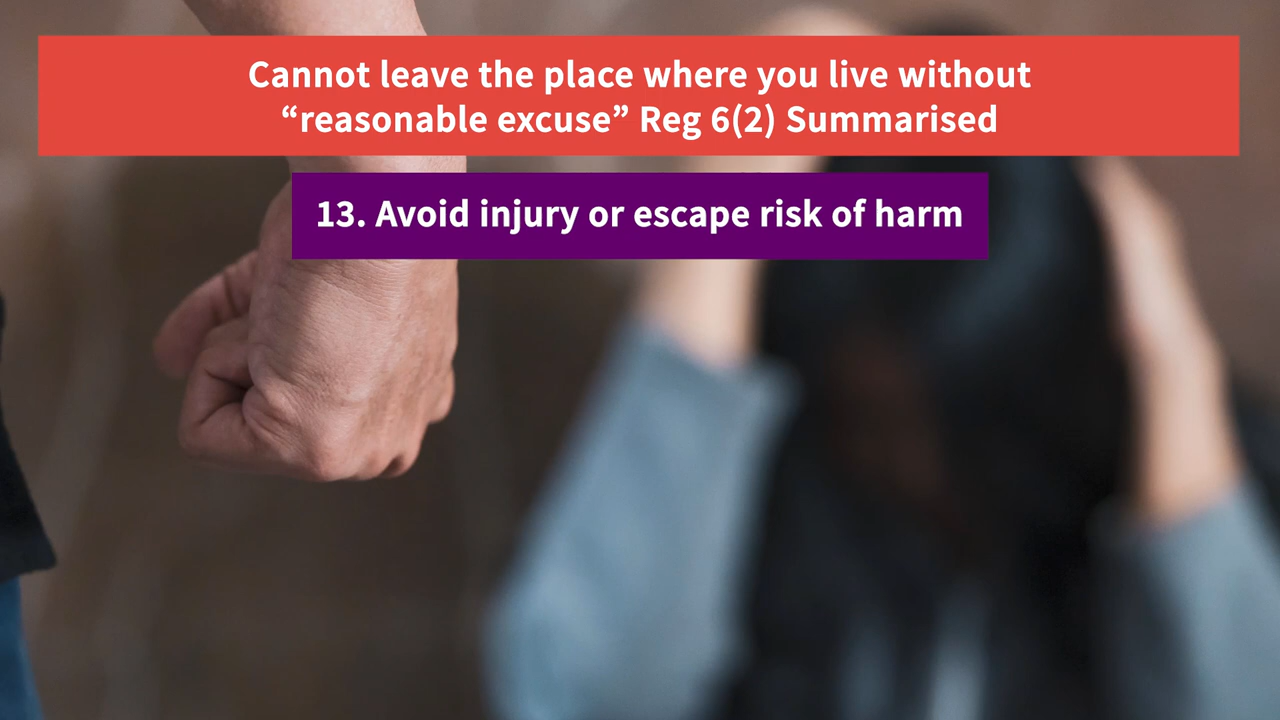 Cannot leave the place where you live without
“reasonable excuse” Reg 6(2) Summarised
13. Avoid injury or escape risk of harm